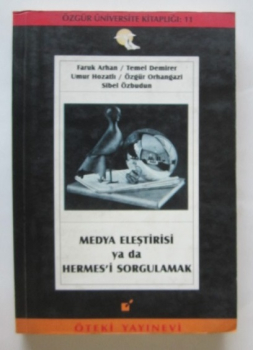 ÖZGÜR ÜNİVERSİTE KİTAPLIĞI: 11
Faruk Arhan / Temel Demirer
Umur Hozatlı / Özgür Orhangazi
Sibel Özbudun
MEDYA ELEŞTİRİSİ
ya da
HERMES'İ SORGULAMAK
ÖTEKİ YAYINEVİ